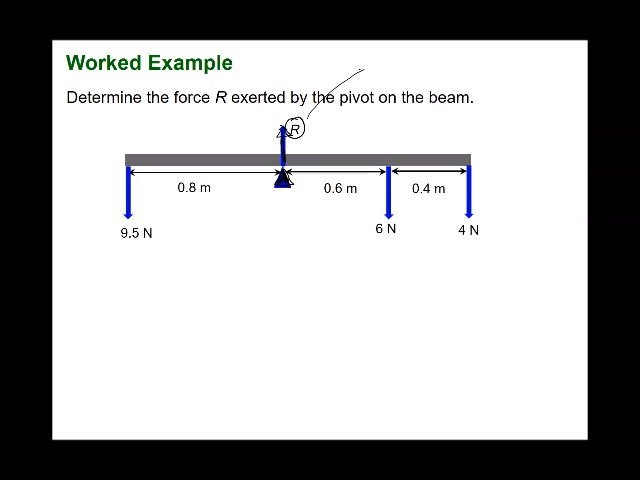 Worked Example
Determine the force R exerted by the pivot on the beam.
R
0.8 m
0.6 m
0.4 m
9.5 N
6 N
4 N